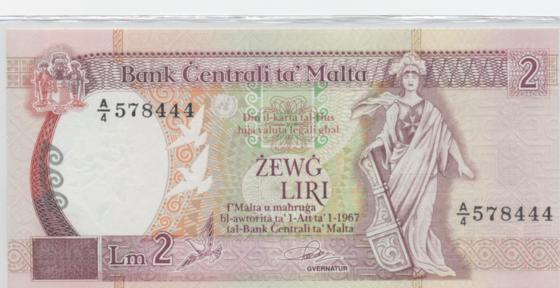 Bank Ċentrali ta' Malta
2
A/4 578444
Din il-karta tal-flus
hija valuta legali għal
ŻEWĠ
LIRI
f'Malta u maħruġa
bl-awtorità ta' l-Att ta' l-1967
tal-Bank Ċentrali ta' Malta
A/4 578444
Lm 2
GVERNATUR